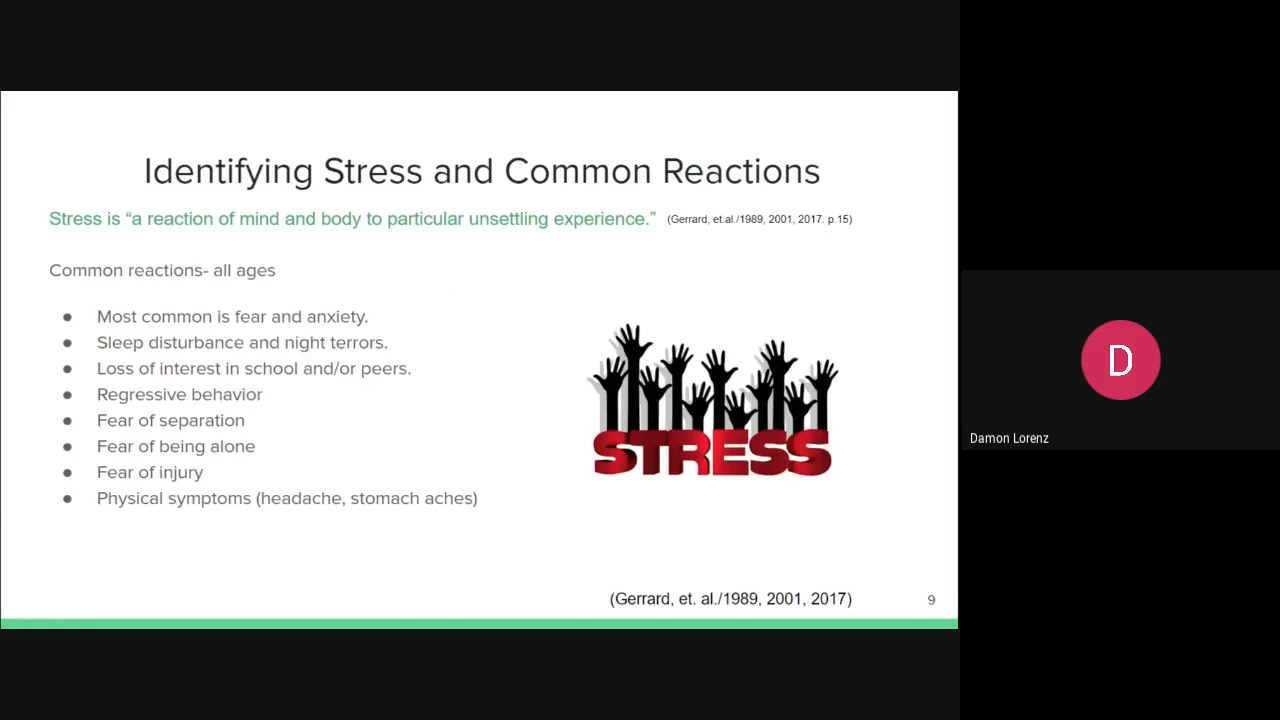 Identifying Stress and Common Reactions
Stress is “a reaction of mind and body to particular unsettling experience.” (Gerrard, et.al./1989, 2001, 2017. p.15)
Common reactions- all ages
● Most common is fear and anxiety.
● Sleep disturbance and night terrors.
● Loss of interest in school and/or peers.
● Regressive behavior
● Fear of separation
● Fear of being alone
● Fear of injury
● Physical symptoms (headache, stomach aches)
STRESS
(Gerrard, et. al./1989, 2001, 2017)
9
D
Damon Lorenz